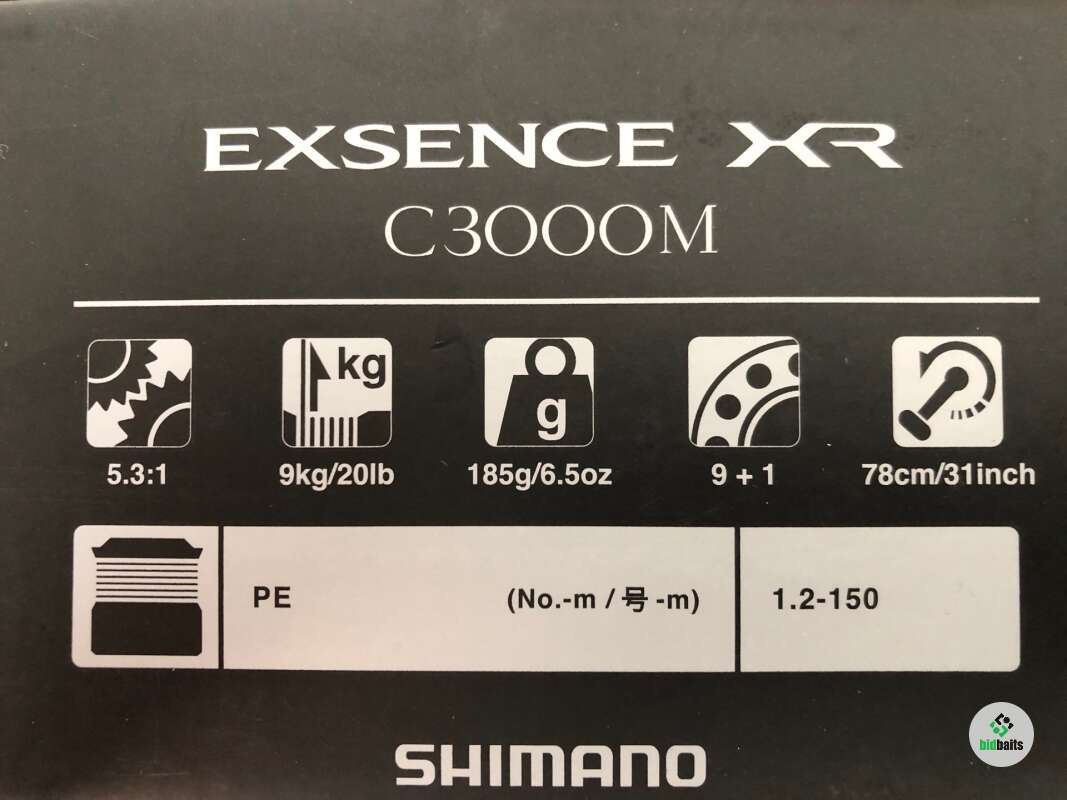 EXSENCE XR
C3000M
kg
g
5.3:1 9kg/20lb 185g/6.5oz 9 + 1 78cm/31inch
PE (No.-m / 号 -m) 1.2-150
SHIMANO
bidbaits